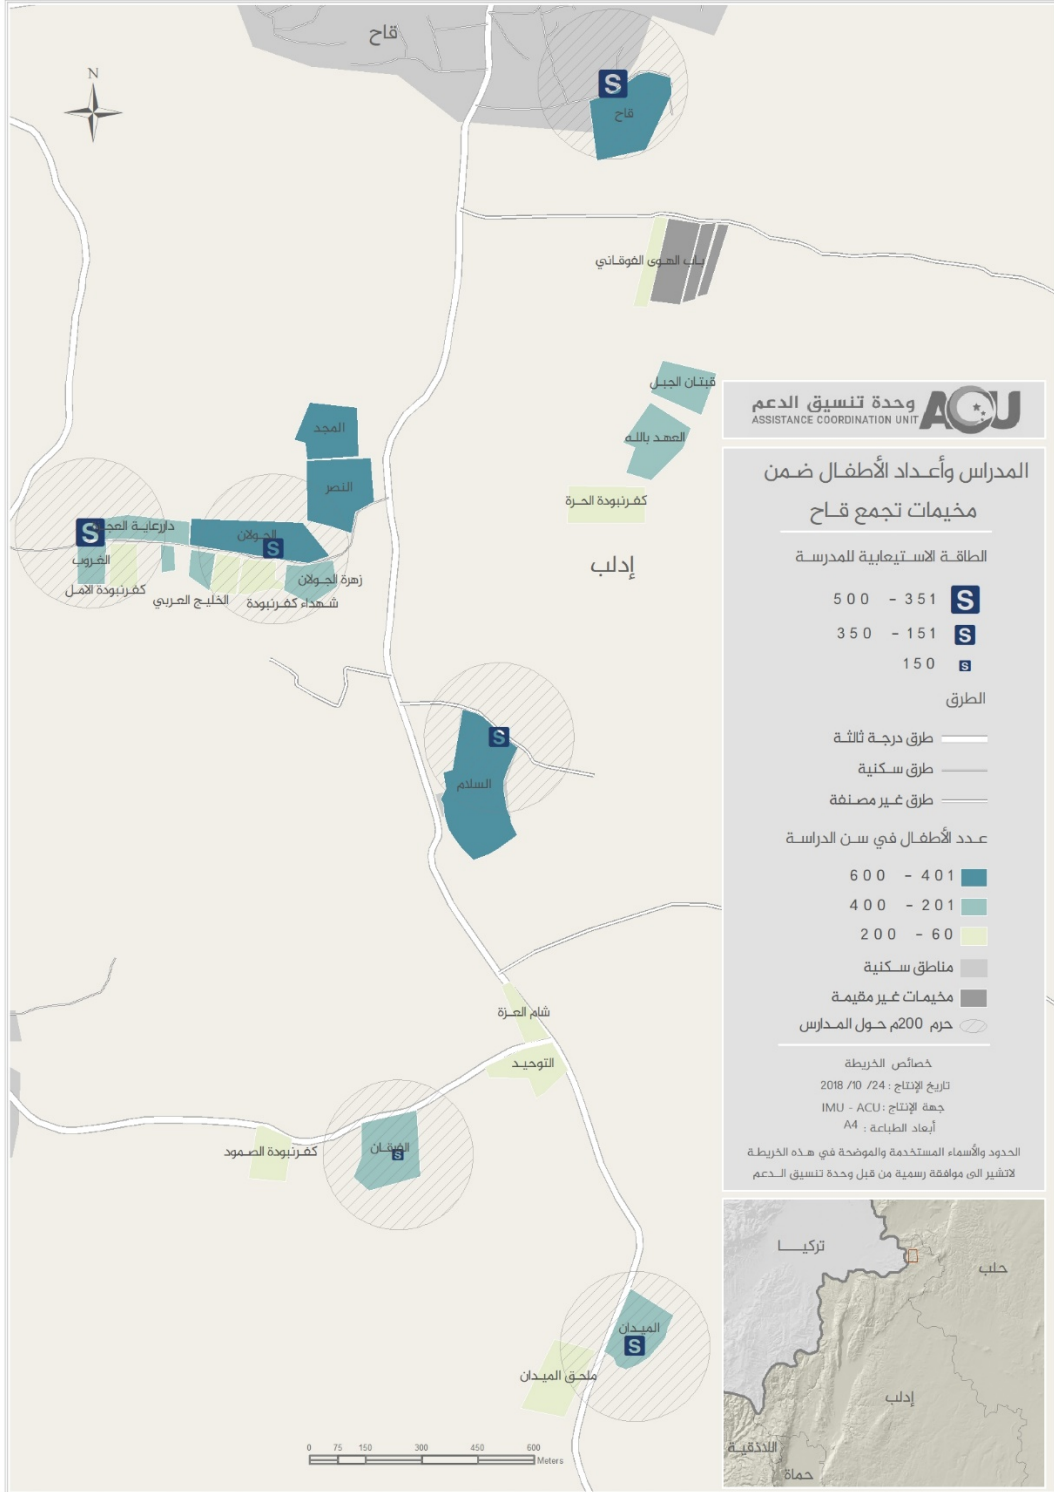 قاح
N
قاح
باب الهوى الفوقاني
قبتان الجبل
العهد بالله
كفرنبودة الحرة
إدلب
المجد
النصر
الجولان
دار رعاية العجزة
الغروب
كفرنبودة الامل
الخليج العربي
شهداء كفرنبودة
زهرة الجولان
السلام
شام العزة
التوحيد
كفرنبودة الصمود
الفرقان
الميدان
ملحق الميدان
S
S
S
S
S
S
0 75 150 300 450 600
Meters
وحدة تنسيق الدعم
ASSISTANCE COORDINATION UNIT
ACU
المدراس وأعداد الأطفال ضمن
مخيمات تجمع قاح
الطاقة الاستيعابية للمدرسة
351 - 500 S
151 - 350 S
150 S
الطرق
طرق درجة ثالثة
طرق سكنية
طرق غير مصنفة
عدد الأطفال في سن الدراسة
401 - 600
201 - 400
60 - 200
مناطق سكنية
مخيمات غير مقيمة
حرم 200م حول المدارس
خصائص الخريطة
تاريخ الإنتاج : 24/ 10/ 2018
جهة الإنتاج : IMU - ACU
أبعاد الطباعة : A4
الحدود والأسماء المستخدمة والموضحة في هذه الخريطة
لاتشير الى موافقة رسمية من قبل وحدة تنسيق الدعم
تركيا
حلب
إدلب
اللاذقية
حماة